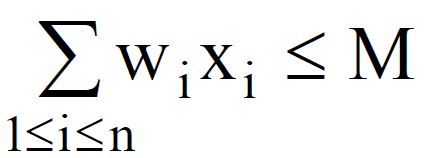 ∑ wᵢxᵢ ≤ M
1≤i≤n